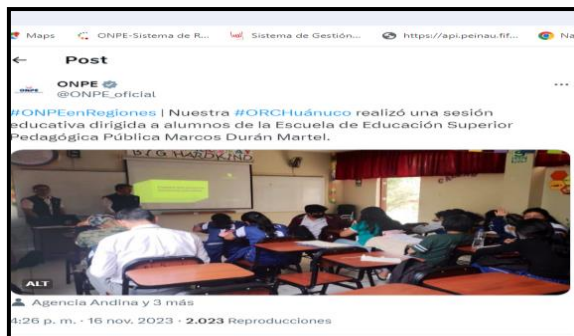 Maps ONPE-Sistema de R... Sistema de Gestión... https://api.peinau.fif... Na
← Post
ONPE
@ONPE_oficial
#ONPEenRegiones | Nuestra #ORCHuánuco realizó una sesión
educativa dirigida a alumnos de la Escuela de Educación Superior
Pedagógica Pública Marcos Durán Martel.
ALT
Agencia Andina y 3 más
4:26 p. m. · 16 nov. 2023 · 2.023 Reproducciones